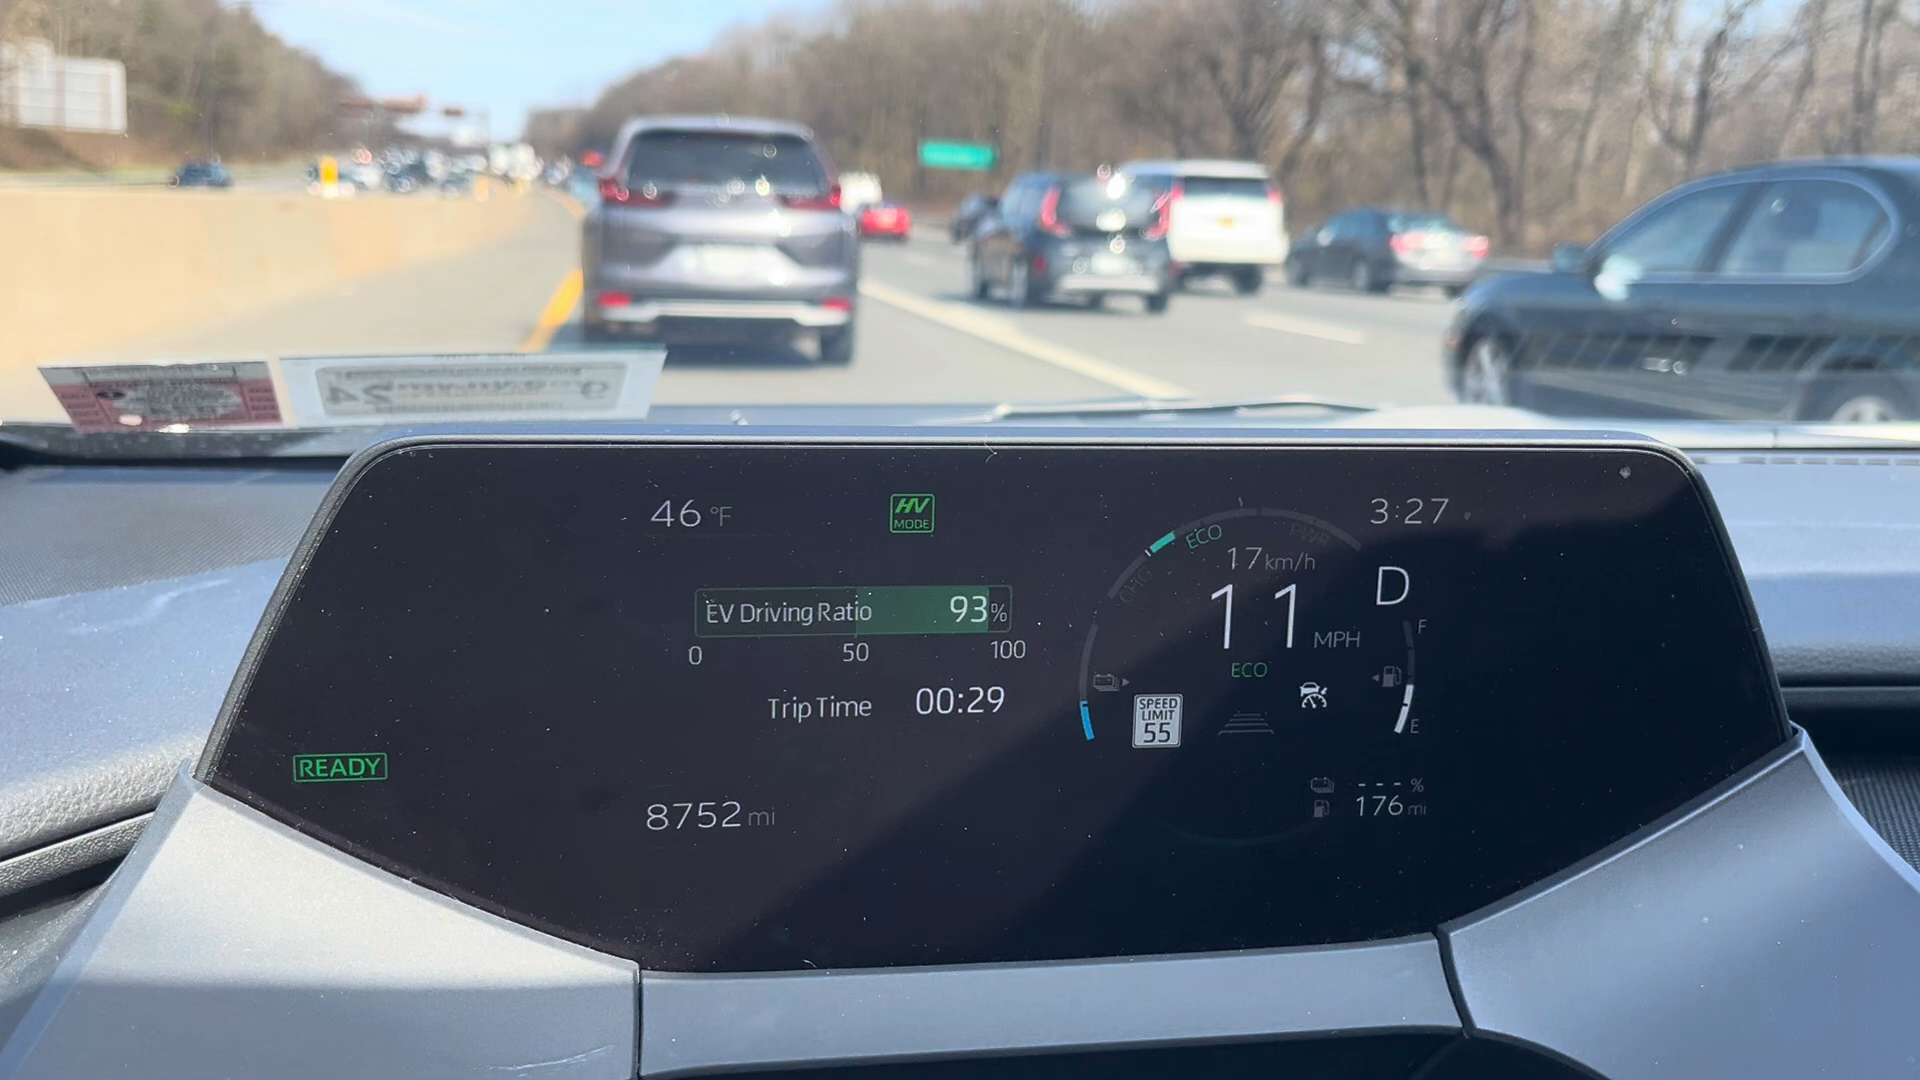 46 °F
HV
MODE
3:27
ECO
PWR
CHG
17 km/h
11 MPH
D
ECO
EV Driving Ratio 93%
0 50 100
Trip Time 00:29
F
E
SPEED
LIMIT
55
READY
8752 mi
--- %
176 mi